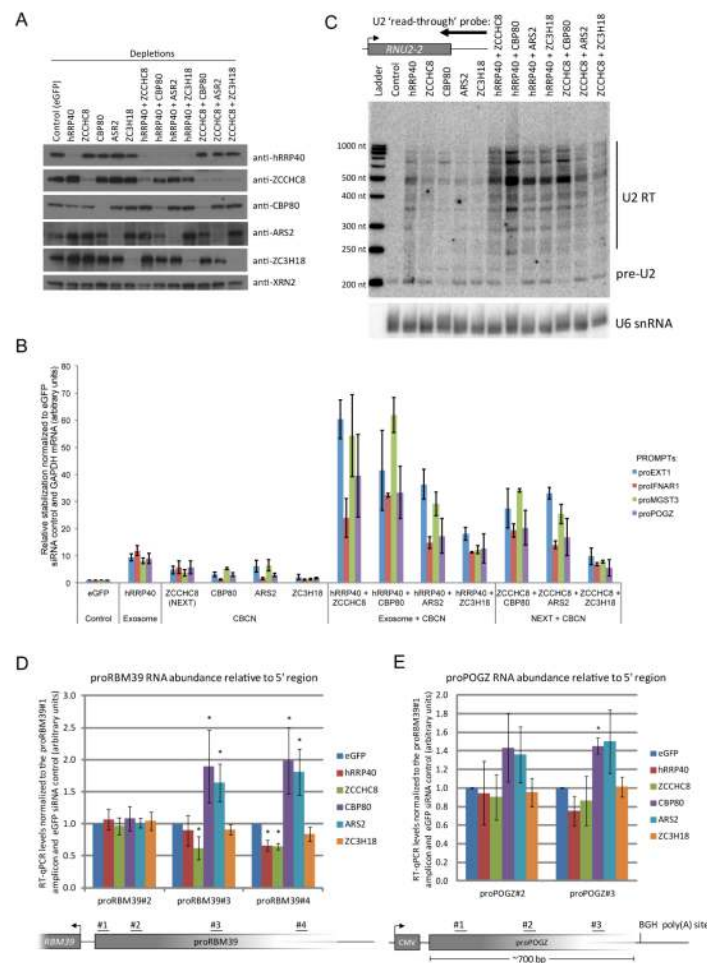 A
Depletions
Control (eGFP)
hRRP40
ZCCHC8
CBP80
ASR2
ZC3H18
hRRP40 + ZCCHC8
hRRP40 + CBP80
hRRP40 + ARS2
hRRP40 + ZC3H18
ZCCHC8 + CBP80
ZCCHC8 + ASR2
ZCCHC8 + ZC3H18
anti-hRRP40
anti-ZCCHC8
anti-CBP80
anti-ARS2
anti-ZC3H18
anti-XRN2
C
U2 'read-through' probe:
RNU2-2
Ladder
Control
hRRP40
ZCCHC8
CBP80
ARS2
ZC3H18
hRRP40 + ZCCHC8
hRRP40 + CBP80
hRRP40 + ARS2
hRRP40 + ZC3H18
ZCCHC8 + CBP80
ZCCHC8 + ARS2
ZCCHC8 + ZC3H18
1000 nt
500 nt
400 nt
300 nt
250 nt
200 nt
U2 RT
pre-U2
U6 snRNA
B
Relative stabilization normalized to eGFP
siRNA control and GAPDH mRNA (arbitrary units)
80
70
60
50
40
30
20
10
0
PROMPTs:
proEXT1
proIFNAR1
proMGST3
proPOGZ
eGFP
hRRP40
ZCCHC8
(NEXT)
CBP80
ARS2
ZC3H18
hRRP40 +
ZCCHC8
hRRP40 +
CBP80
hRRP40 +
ARS2
hRRP40 +
ZC3H18
ZCCHC8 +
CBP80
ZCCHC8 +
ARS2
ZCCHC8 +
ZC3H18
Control
Exosome
CBCN
Exosome + CBCN
NEXT + CBCN
D
proRBM39 RNA abundance relative to 5' region
RT-qPCR levels normalized to the proRBM39#1
amplicon and eGFP siRNA control (arbitrary units)
3.0
2.5
2.0
1.5
1.0
0.5
0.0
* * * * * * *
eGFP
hRRP40
ZCCHC8
CBP80
ARS2
ZC3H18
proRBM39#2
proRBM39#3
proRBM39#4
RBM39
#1
#2
#3
#4
proRBM39
E
proPOGZ RNA abundance relative to 5' region
RT-qPCR levels normalized to the proRBM39#1
amplicon and eGFP siRNA control (arbitrary units)
2.0
1.8
1.6
1.4
1.2
1.0
0.8
0.6
0.4
0.2
0.0
*
eGFP
hRRP40
ZCCHC8
CBP80
ARS2
ZC3H18
proPOGZ#2
proPOGZ#3
CMV
#1
#2
#3
proPOGZ
BGH poly(A) site
~700 bp